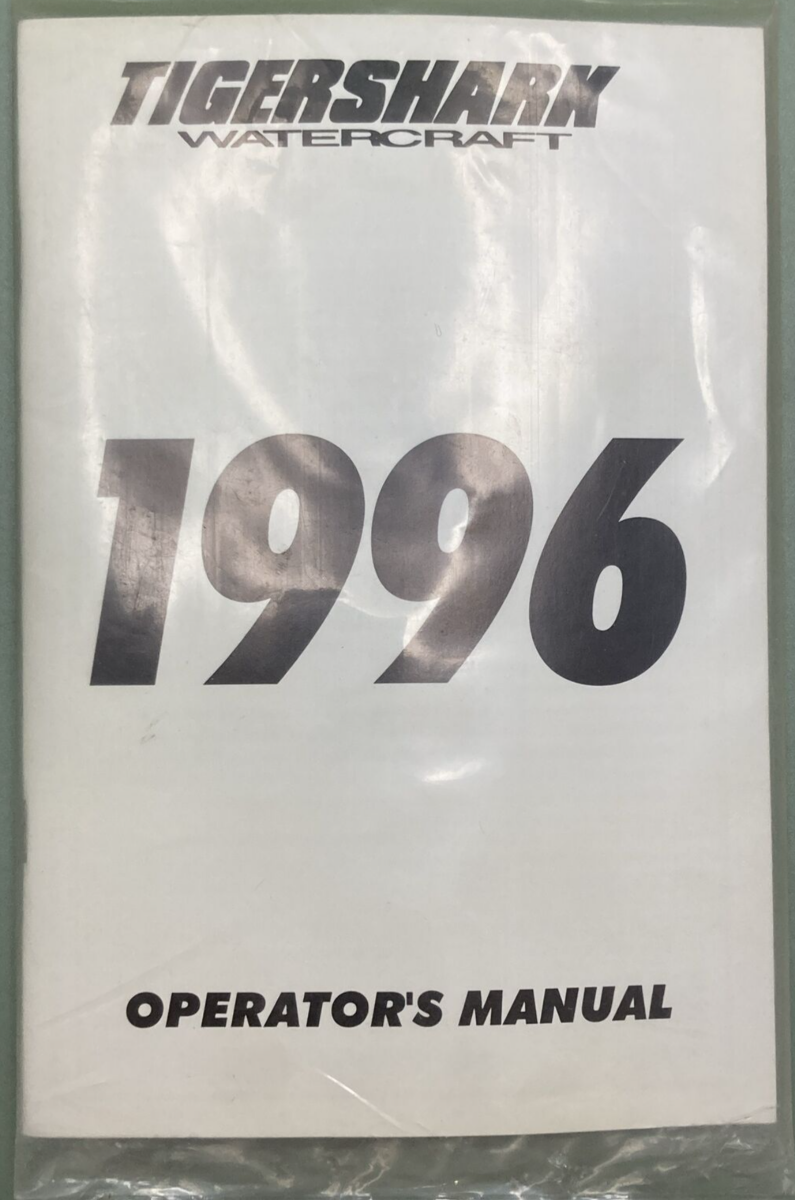 TIGERSHARK
WATERCRAFT
1996
OPERATOR'S MANUAL